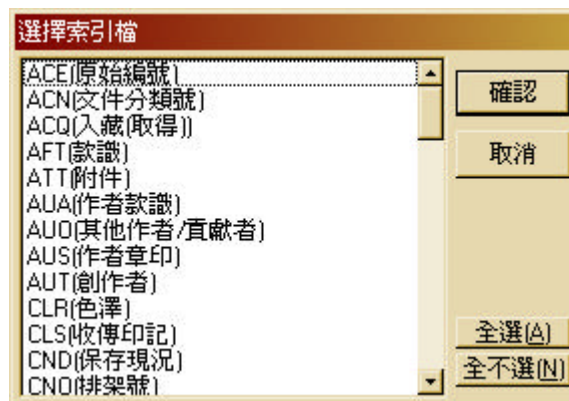 選擇索引檔
ACE(原始編號)
ACN(文件分類號)
ACQ(入藏(取得))
AFT(款識)
ATT(附件)
AUA(作者款識)
AUO(其他作者/貢獻者)
AUS(作者章印)
AUT(創作者)
CLR(色澤)
CLS(收傳印記)
CND(保存現況)
CNO(排架號)
確認
取消
全選(A)
全不選(N)